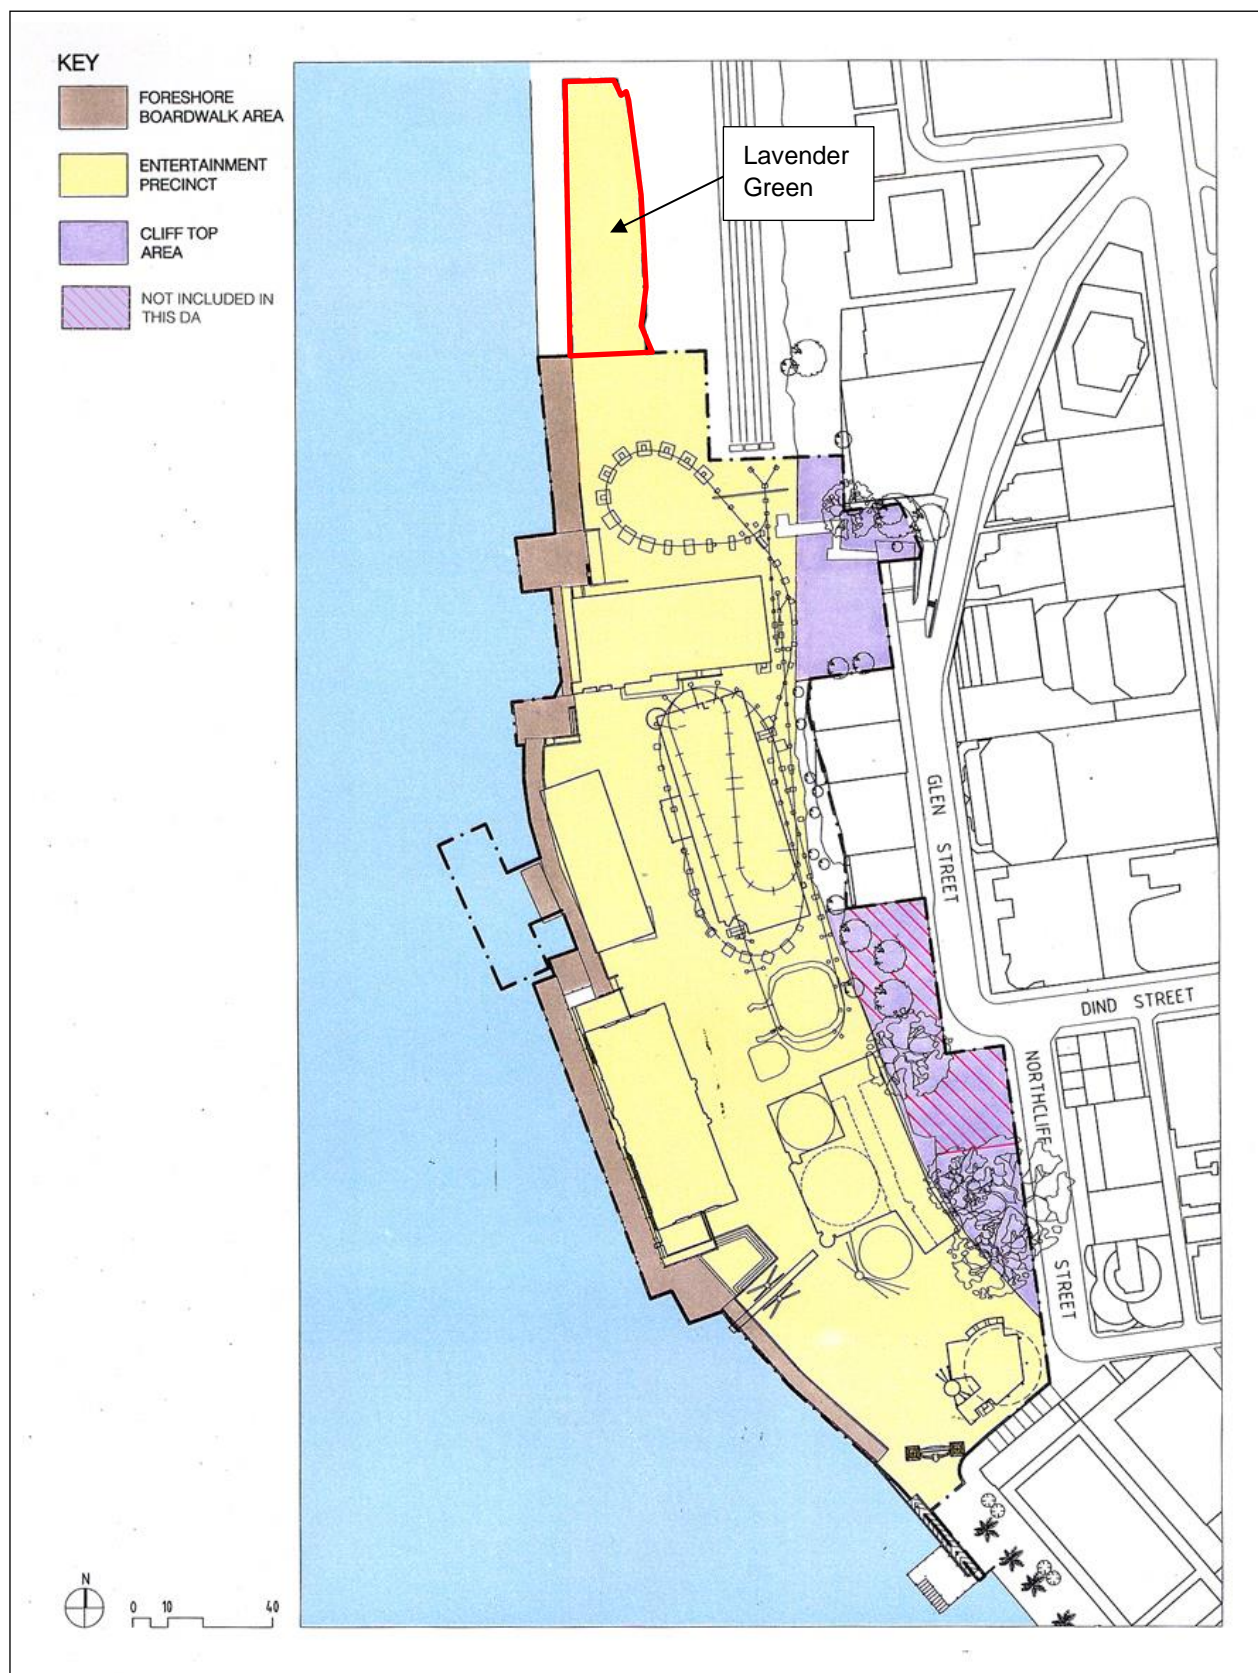 KEY
FORESHORE
BOARDWALK AREA
ENTERTAINMENT
PRECINCT
CLIFF TOP
AREA
NOT INCLUDED IN
THIS DA
Lavender
Green
GLEN STREET
DIND STREET
NORTHCLIFF STREET
N
0 10 40